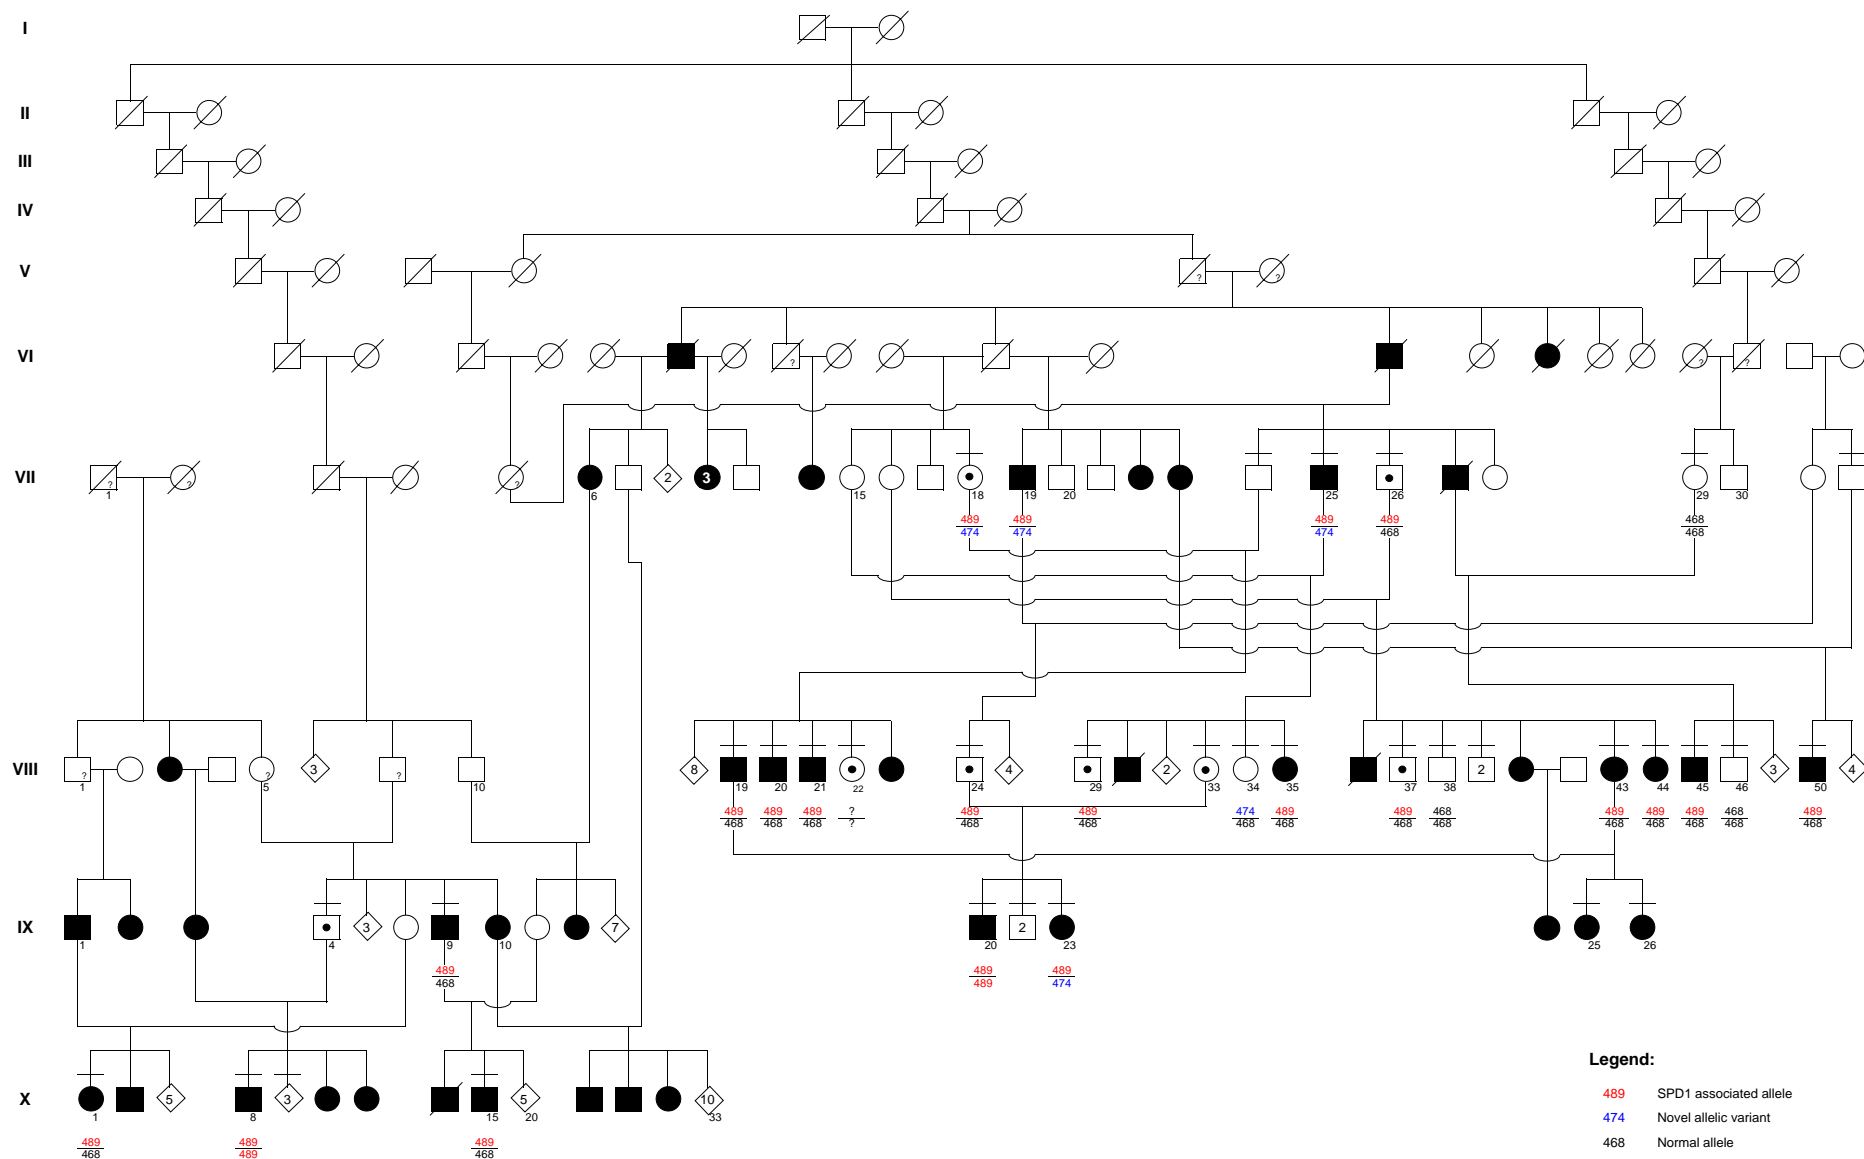 I
II
III
IV
V
? ?
VI
? ? ?
VII
? 1 ? ? 6 2 3 15 18 19 20 25 26 29 30
489 489 489 489 468
474 474 474 468 468
VIII
? 1 ? 5 3 ? 10 8 19 20 21 ? 22 24 4 29 2 33 34 35 37 38 2 43 44 45 46 3 50 4
489 489 489 ? 489 489 474 489 489 468 489 489 489 468 489
468 468 468 ? 468 468 468 468 468 468 468 468 468 468 468
IX
1 4 3 9 10 7 20 2 23 25 26
489 489 489
468 489 474
X
1 5 8 3 15 5 20 10 33
489 489 489
468 489 468
Legend:
489 SPD1 associated allele
474 Novel allelic variant
468 Normal allele